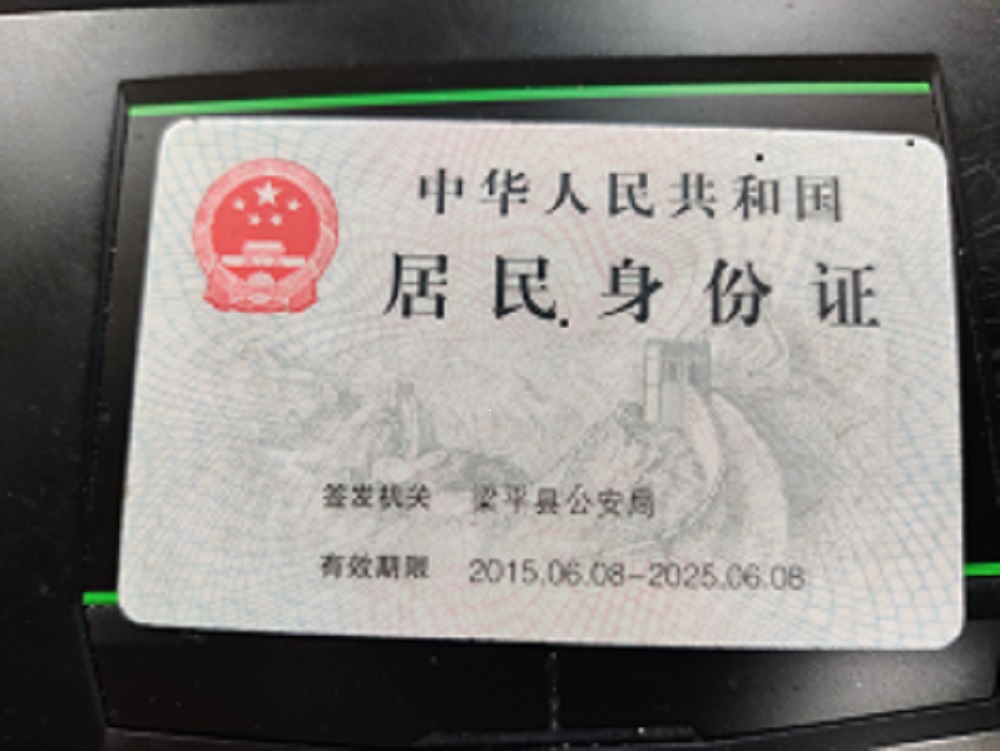 中华人民共和国
居民身份证
签发机关 梁平县公安局
有效期限 2015.06.08-2025.06.08